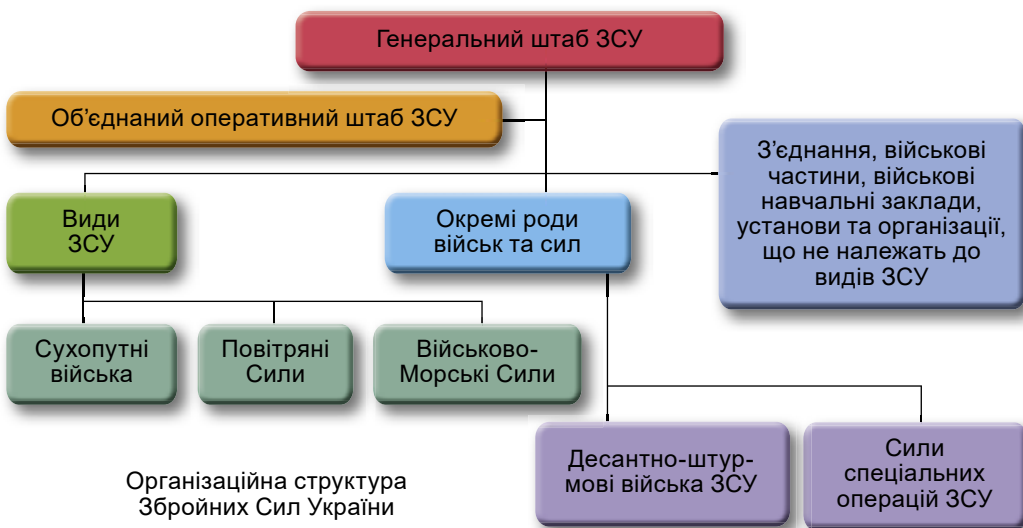 Генеральний штаб ЗСУ
Об’єднаний оперативний штаб ЗСУ
З’єднання, військові
частини, військові
навчальні заклади,
установи та організації,
що не належать до
видів ЗСУ
Види
ЗСУ
Окремі роди
військ та сил
Сухопутні
війська
Повітряні
Сили
Військово-
Морські Сили
Десантно-штур-
мові війська ЗСУ
Сили
спеціальних
операцій ЗСУ
Організаційна структура
Збройних Сил України